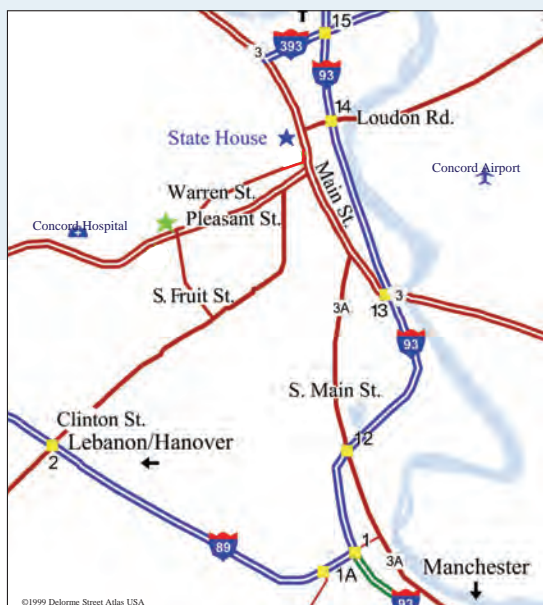 15
3
393
93
14
Loudon Rd.
State House
Concord Airport
Main St.
Warren St.
Concord Hospital
Pleasant St.
S. Fruit St.
3A
13
3
93
S. Main St.
Clinton St.
Lebanon/Hanover
12
2
89
1
1A
3A
Manchester
93
©1999 Delorme Street Atlas USA